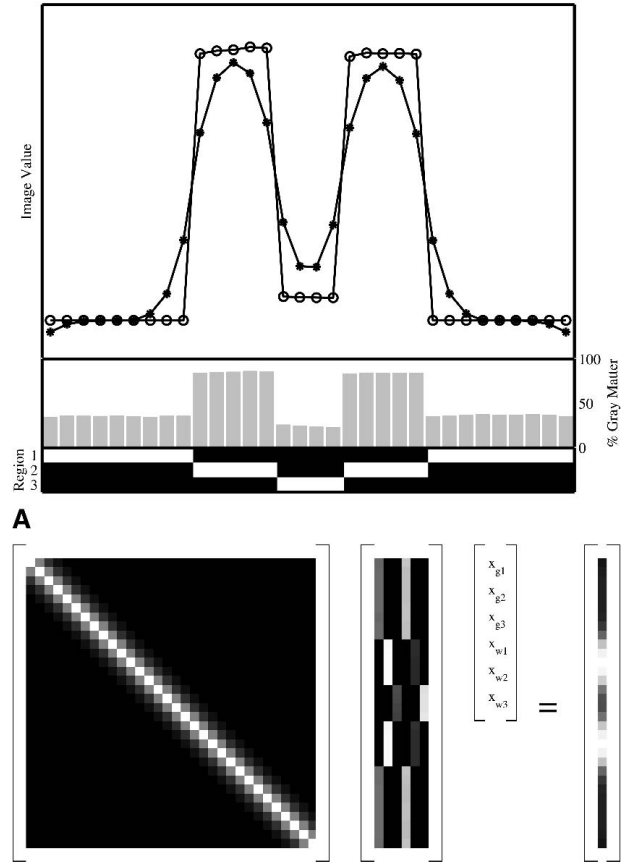 Image Value
100
50
0
% Gray Matter
Region
1
2
3
A
x_g1
x_g2
x_g3
x_w1
x_w2
x_w3
=